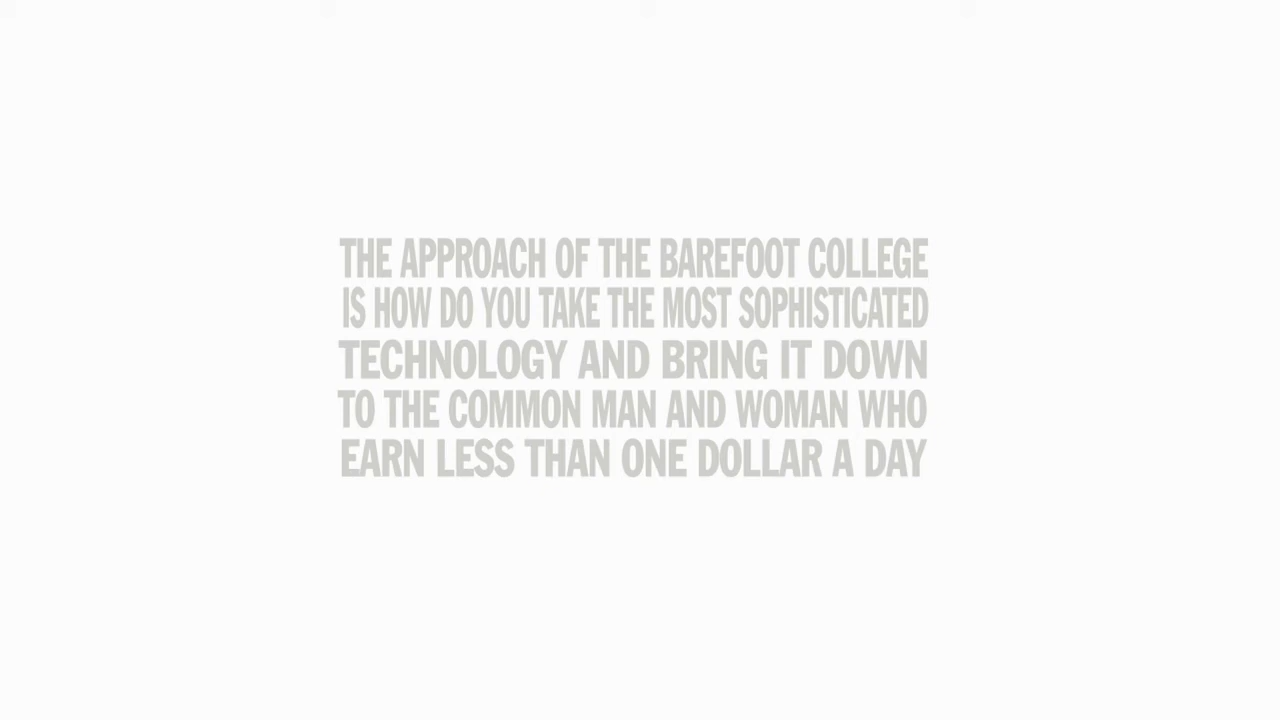 THE APPROACH OF THE BAREFOOT COLLEGE
IS HOW DO YOU TAKE THE MOST SOPHISTICATED
TECHNOLOGY AND BRING IT DOWN
TO THE COMMON MAN AND WOMAN WHO
EARN LESS THAN ONE DOLLAR A DAY